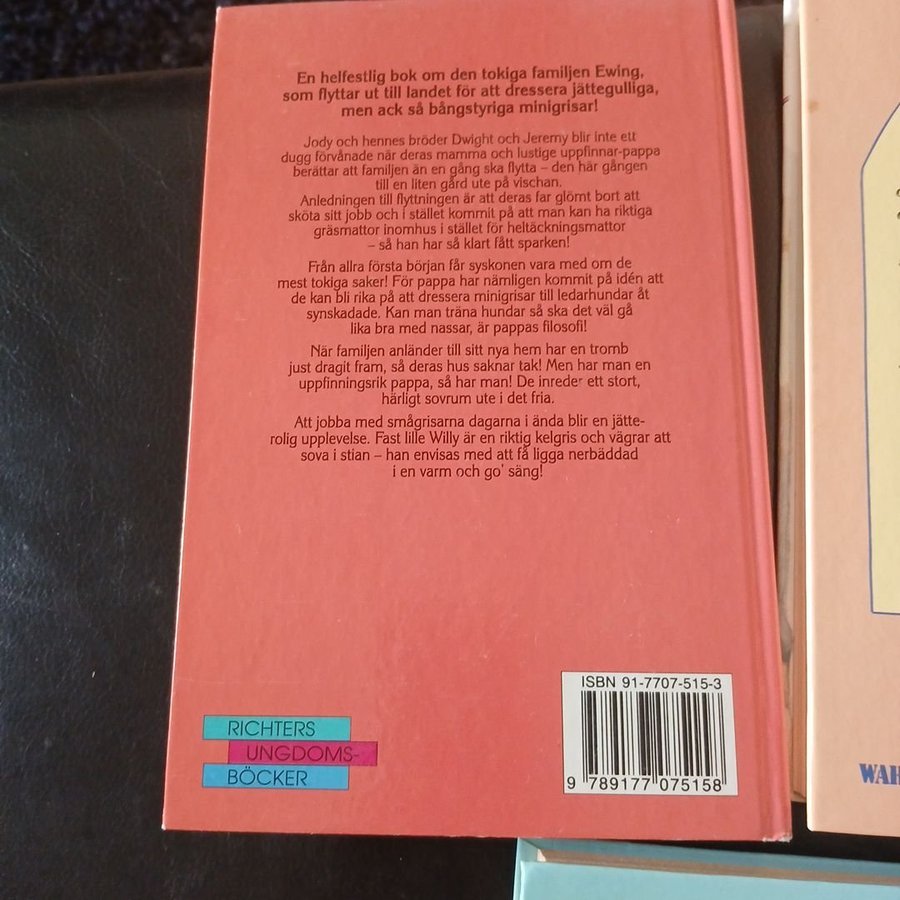 En helfestlig bok om den tokiga familjen Ewing,
som flyttar ut till landet för att dressera jättegulliga,
men ack så bångstyriga minigrisar!
Jody och hennes bröder Dwight och Jeremy blir inte ett
dugg förvånade när deras mamma och lustige uppfinnar-pappa
berättar att familjen än en gång ska flytta – den här gången
till en liten gård ute på vischan.
Anledningen till flyttningen är att deras far glömt bort att
sköta sitt jobb och i stället kommit på att man kan ha riktiga
gräsmattor inomhus i stället för heltäckningsmattor
– så han har så klart fått sparken!
Från allra första början får syskonen vara med om de
mest tokiga saker! För pappa har nämligen kommit på idén att
de kan bli rika på att dressera minigrisar till ledarhundar åt
synskadade. Kan man träna hundar så ska det väl gå
lika bra med nassar, är pappas filosofi!
När familjen anländer till sitt nya hem har en tromb
just dragit fram, så deras hus saknar tak! Men har man en
uppfinningsrik pappa, så har man! De inreder ett stort,
härligt sovrum ute i det fria.
Att jobba med smågrisarna dagarna i ända blir en jätte-
rolig upplevelse. Fast lille Willy är en riktig kelgris och vägrar att
sova i stian – han envisas med att få ligga nerbäddad
i en varm och go' säng!
ISBN 91-7707-515-3
9 789177 075158
RICHTERS
UNGDOMS-
BÖCKER
WAH